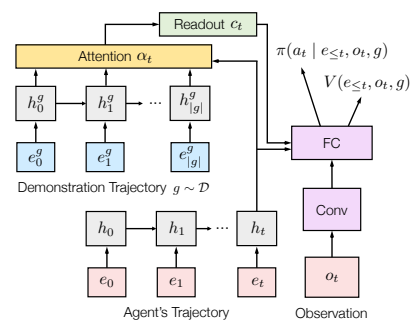 Readout c_t
Attention α_t
π(a_t | e_{≤t}, o_t, g)
V(e_{≤t}, o_t, g)
h_0^g h_1^g ... h_{|g|}^g
FC
e_0^g e_1^g e_{|g|}^g
Demonstration Trajectory g ∼ D
Conv
h_0 h_1 ... h_t
e_0 e_1 e_t o_t
Agent's Trajectory Observation